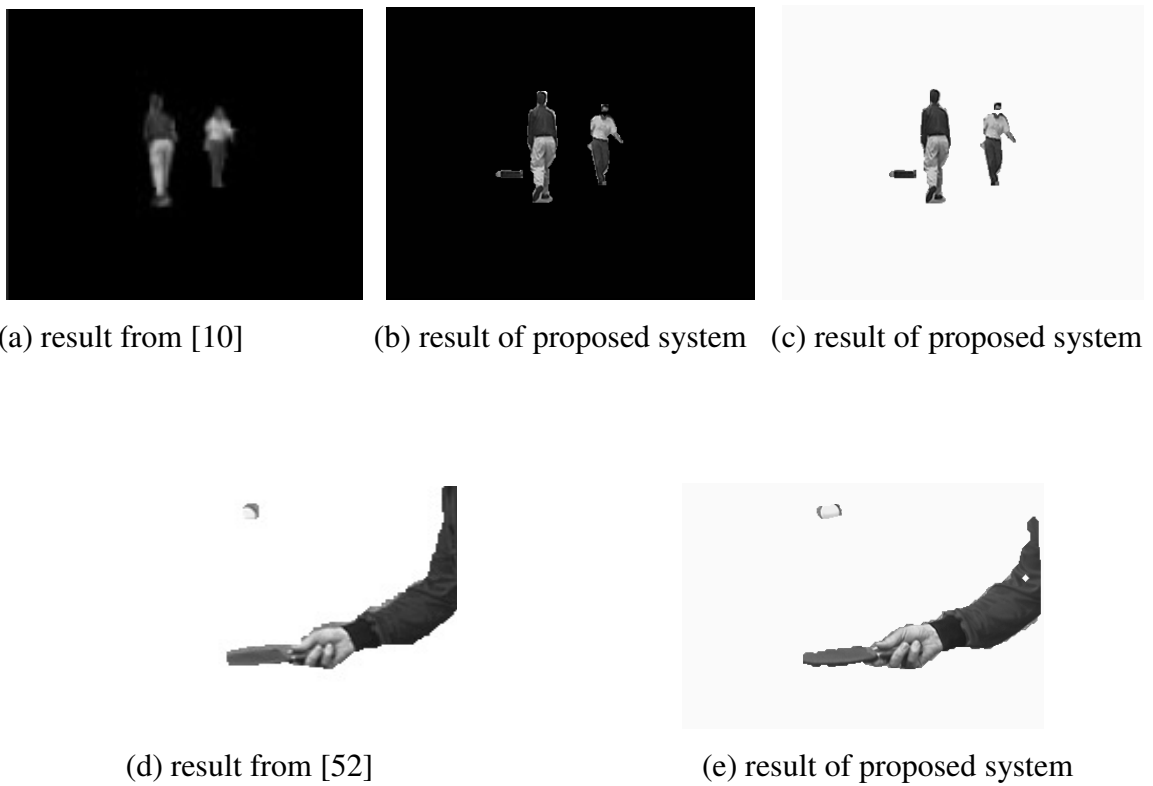 (a) result from [10]
(b) result of proposed system
(c) result of proposed system
(d) result from [52]
(e) result of proposed system